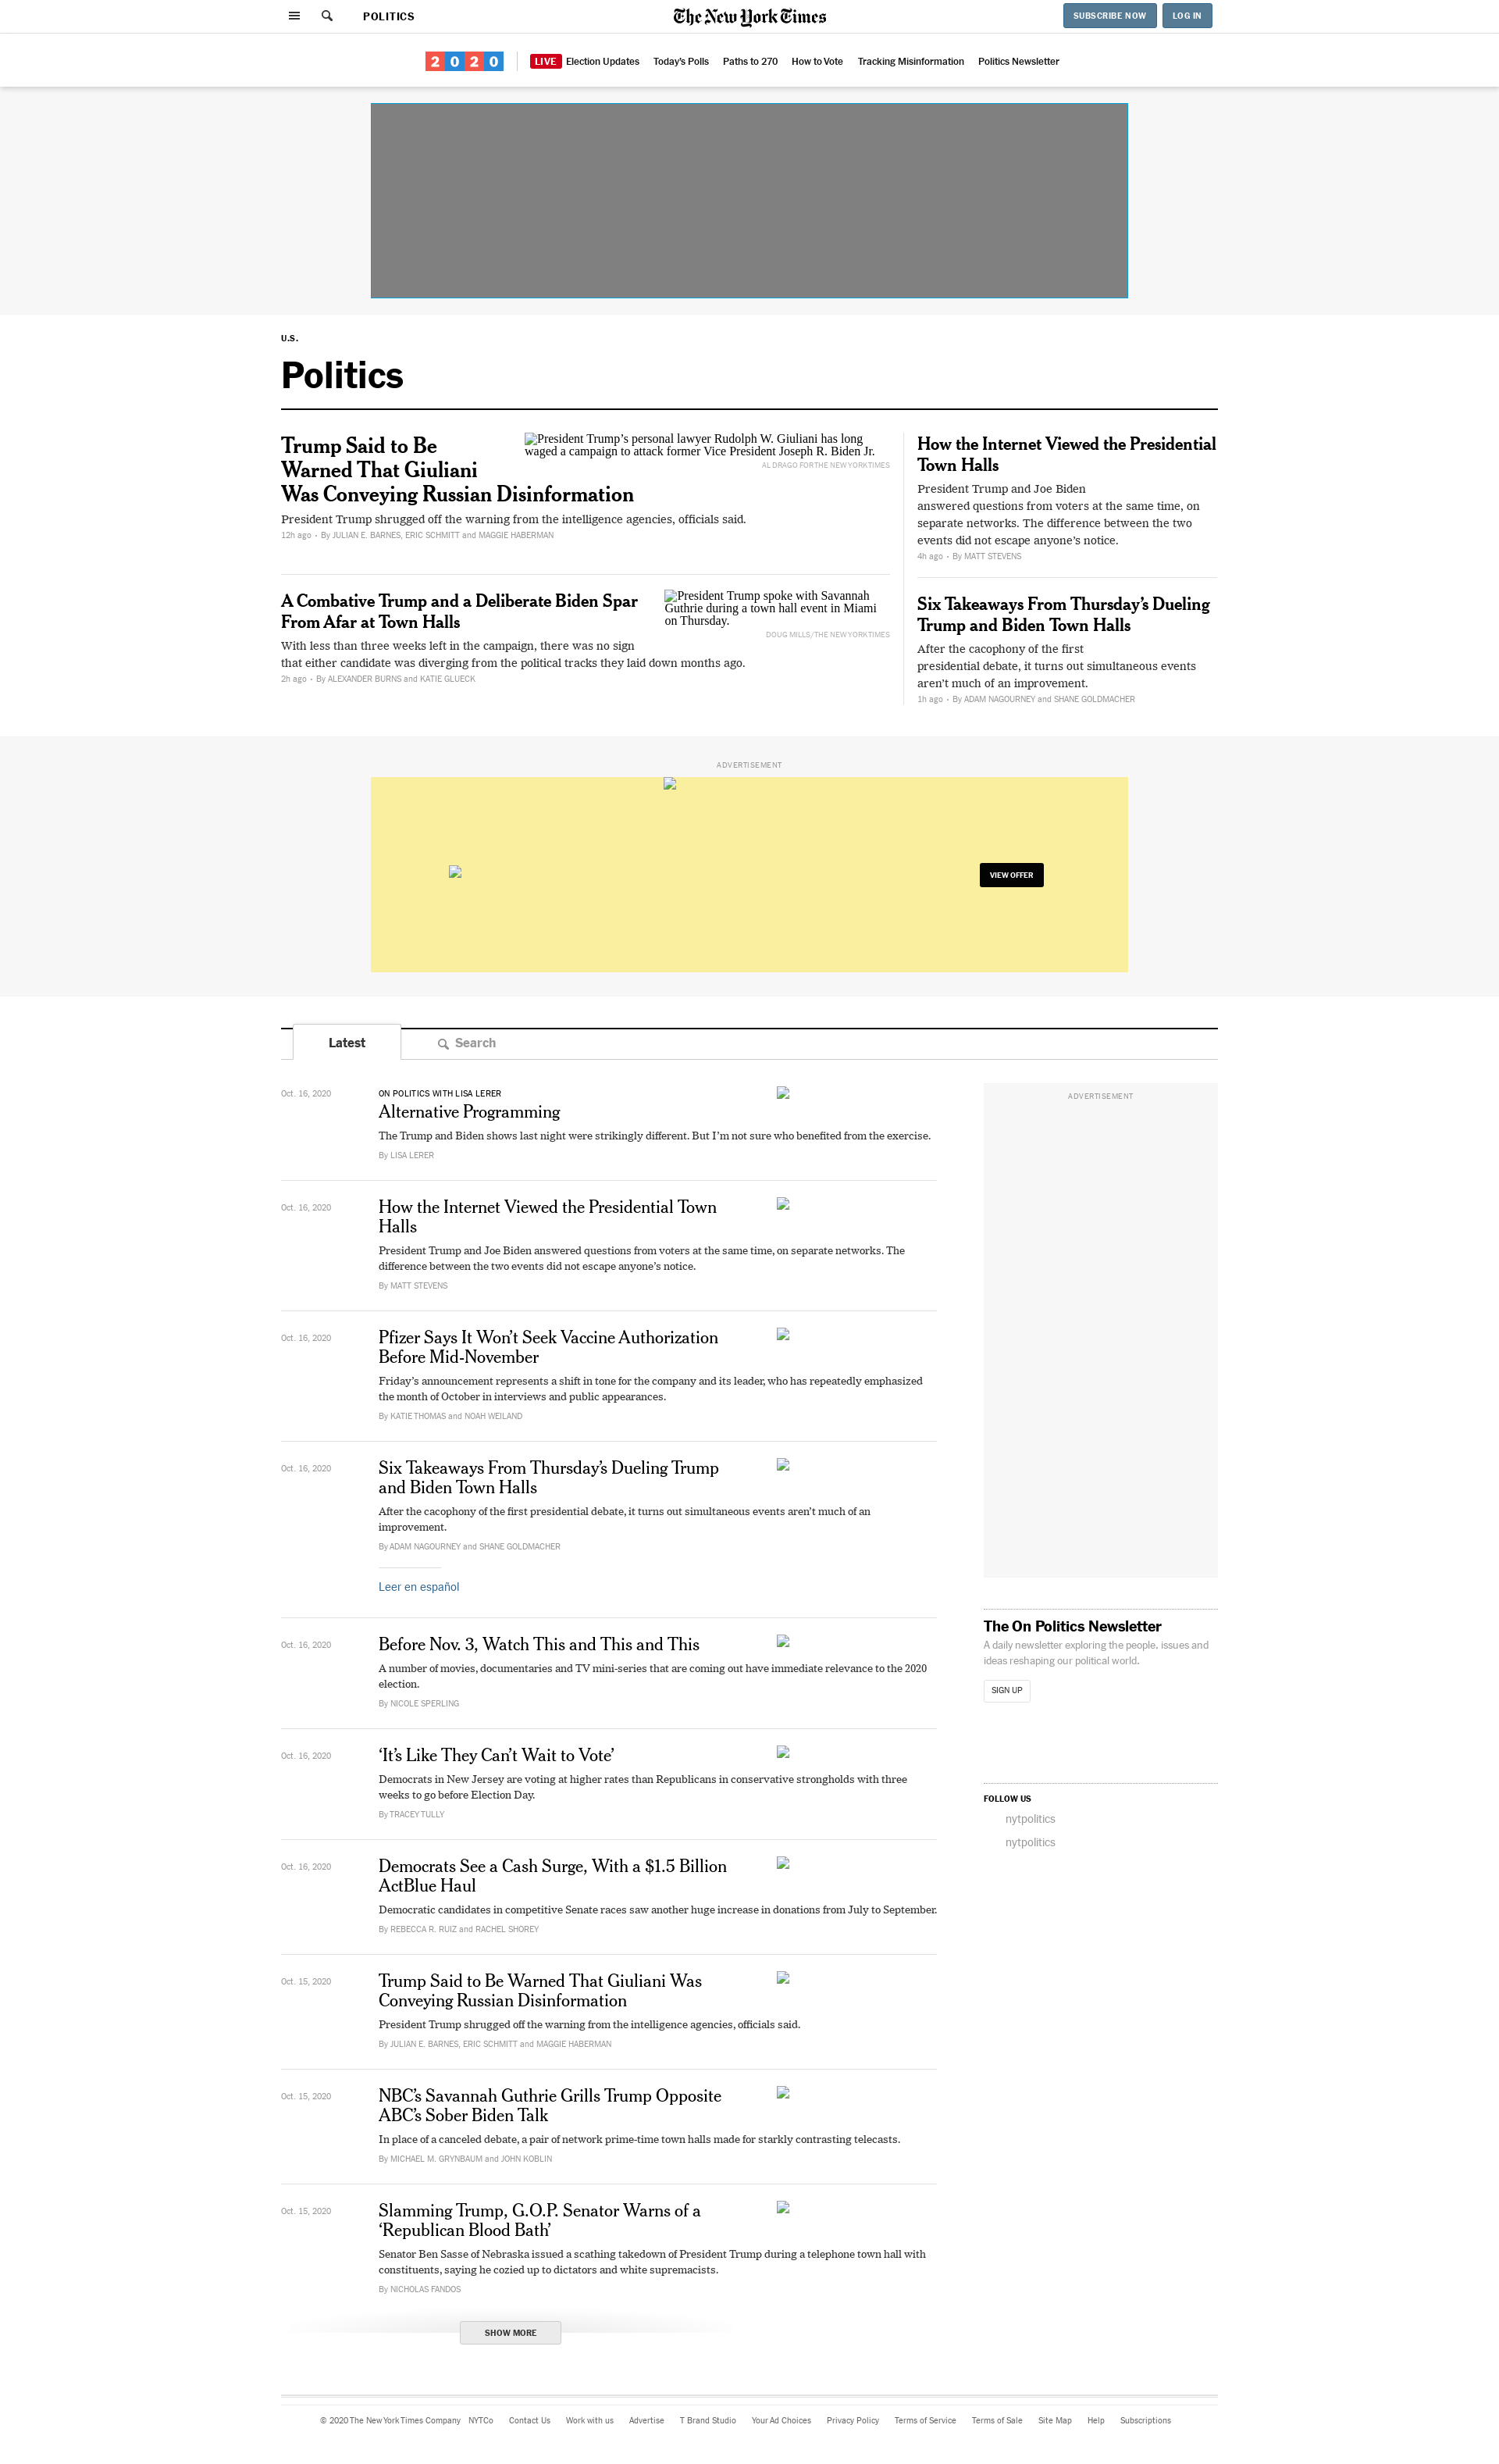 POLITICS
The New York Times
SUBSCRIBE NOW
LOG IN
2020
LIVE Election Updates
Today's Polls
Paths to 270
How to Vote
Tracking Misinformation
Politics Newsletter
U.S.
Politics
Trump Said to Be
Warned That Giuliani
Was Conveying Russian Disinformation
President Trump's personal lawyer Rudolph W. Giuliani has long
waged a campaign to attack former Vice President Joseph R. Biden Jr.
AL DRAGO FOR THE NEW YORK TIMES
President Trump shrugged off the warning from the intelligence agencies, officials said.
12h ago • By JULIAN E. BARNES, ERIC SCHMITT and MAGGIE HABERMAN
A Combative Trump and a Deliberate Biden Spar
From Afar at Town Halls
President Trump spoke with Savannah
Guthrie during a town hall event in Miami
on Thursday.
DOUG MILLS/THE NEW YORK TIMES
With less than three weeks left in the campaign, there was no sign
that either candidate was diverging from the political tracks they laid down months ago.
2h ago • By ALEXANDER BURNS and KATIE GLUECK
How the Internet Viewed the Presidential
Town Halls
President Trump and Joe Biden
answered questions from voters at the same time, on
separate networks. The difference between the two
events did not escape anyone's notice.
4h ago • By MATT STEVENS
Six Takeaways From Thursday's Dueling
Trump and Biden Town Halls
After the cacophony of the first
presidential debate, it turns out simultaneous events
aren't much of an improvement.
1h ago • By ADAM NAGOURNEY and SHANE GOLDMACHER
ADVERTISEMENT
VIEW OFFER
Latest
Search
Oct. 16, 2020
ON POLITICS WITH LISA LERER
Alternative Programming
The Trump and Biden shows last night were strikingly different. But I'm not sure who benefited from the exercise.
By LISA LERER
Oct. 16, 2020
How the Internet Viewed the Presidential Town
Halls
President Trump and Joe Biden answered questions from voters at the same time, on separate networks. The
difference between the two events did not escape anyone's notice.
By MATT STEVENS
Oct. 16, 2020
Pfizer Says It Won't Seek Vaccine Authorization
Before Mid-November
Friday's announcement represents a shift in tone for the company and its leader, who has repeatedly emphasized
the month of October in interviews and public appearances.
By KATIE THOMAS and NOAH WEILAND
Oct. 16, 2020
Six Takeaways From Thursday's Dueling Trump
and Biden Town Halls
After the cacophony of the first presidential debate, it turns out simultaneous events aren't much of an
improvement.
By ADAM NAGOURNEY and SHANE GOLDMACHER
Leer en español
Oct. 16, 2020
Before Nov. 3, Watch This and This and This
A number of movies, documentaries and TV mini-series that are coming out have immediate relevance to the 2020
election.
By NICOLE SPERLING
Oct. 16, 2020
'It's Like They Can't Wait to Vote'
Democrats in New Jersey are voting at higher rates than Republicans in conservative strongholds with three
weeks to go before Election Day.
By TRACEY TULLY
Oct. 16, 2020
Democrats See a Cash Surge, With a $1.5 Billion
ActBlue Haul
Democratic candidates in competitive Senate races saw another huge increase in donations from July to September.
By REBECCA R. RUIZ and RACHEL SHOREY
Oct. 15, 2020
Trump Said to Be Warned That Giuliani Was
Conveying Russian Disinformation
President Trump shrugged off the warning from the intelligence agencies, officials said.
By JULIAN E. BARNES, ERIC SCHMITT and MAGGIE HABERMAN
Oct. 15, 2020
NBC's Savannah Guthrie Grills Trump Opposite
ABC's Sober Biden Talk
In place of a canceled debate, a pair of network prime-time town halls made for starkly contrasting telecasts.
By MICHAEL M. GRYNBAUM and JOHN KOBLIN
Oct. 15, 2020
Slamming Trump, G.O.P. Senator Warns of a
'Republican Blood Bath'
Senator Ben Sasse of Nebraska issued a scathing takedown of President Trump during a telephone town hall with
constituents, saying he cozied up to dictators and white supremacists.
By NICHOLAS FANDOS
SHOW MORE
ADVERTISEMENT
The On Politics Newsletter
A daily newsletter exploring the people, issues and
ideas reshaping our political world.
SIGN UP
FOLLOW US
nytpolitics
nytpolitics
© 2020 The New York Times Company
NYTCo
Contact Us
Work with us
Advertise
T Brand Studio
Your Ad Choices
Privacy Policy
Terms of Service
Terms of Sale
Site Map
Help
Subscriptions